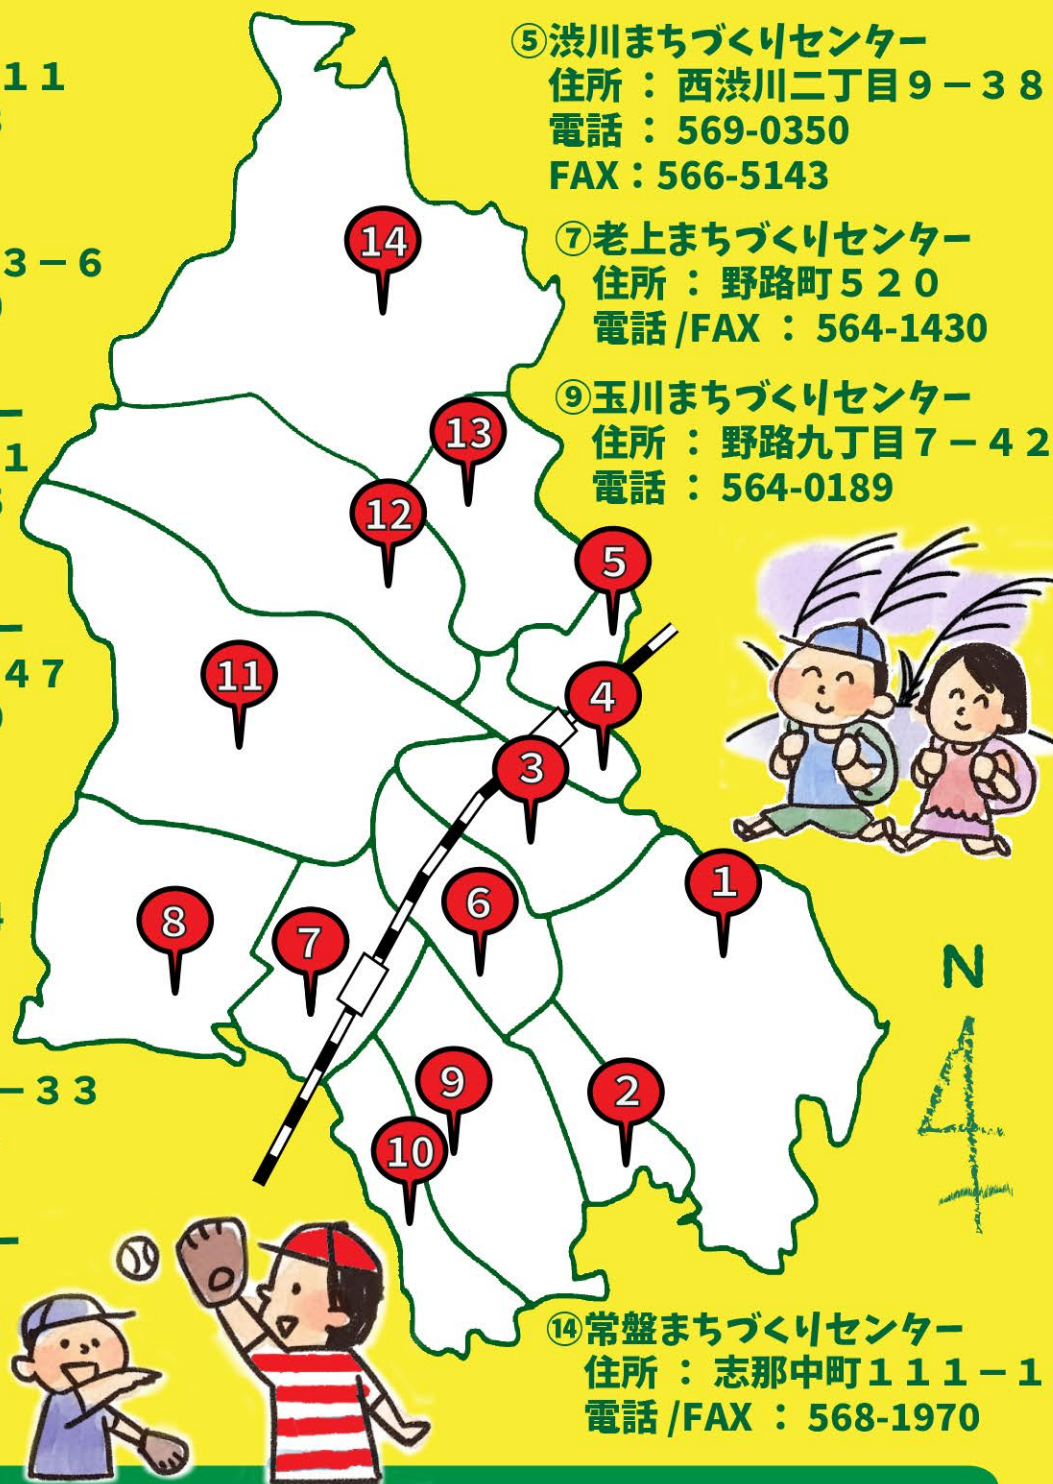 11
3-6
1
47
-33
⑤渋川まちづくりセンター
住所 : 西渋川二丁目9-38
電話 : 569-0350
FAX:566-5143
⑦老上まちづくりセンター
住所 : 野路町520
電話/FAX : 564-1430
⑨玉川まちづくりセンター
住所 : 野路九丁目7-42
電話 : 564-0189
14
13
12
5
11
4
3
1
6
8
7
9
2
10
N
⑭常盤まちづくりセンター
住所 : 志那中町111-1
電話/FAX : 568-1970